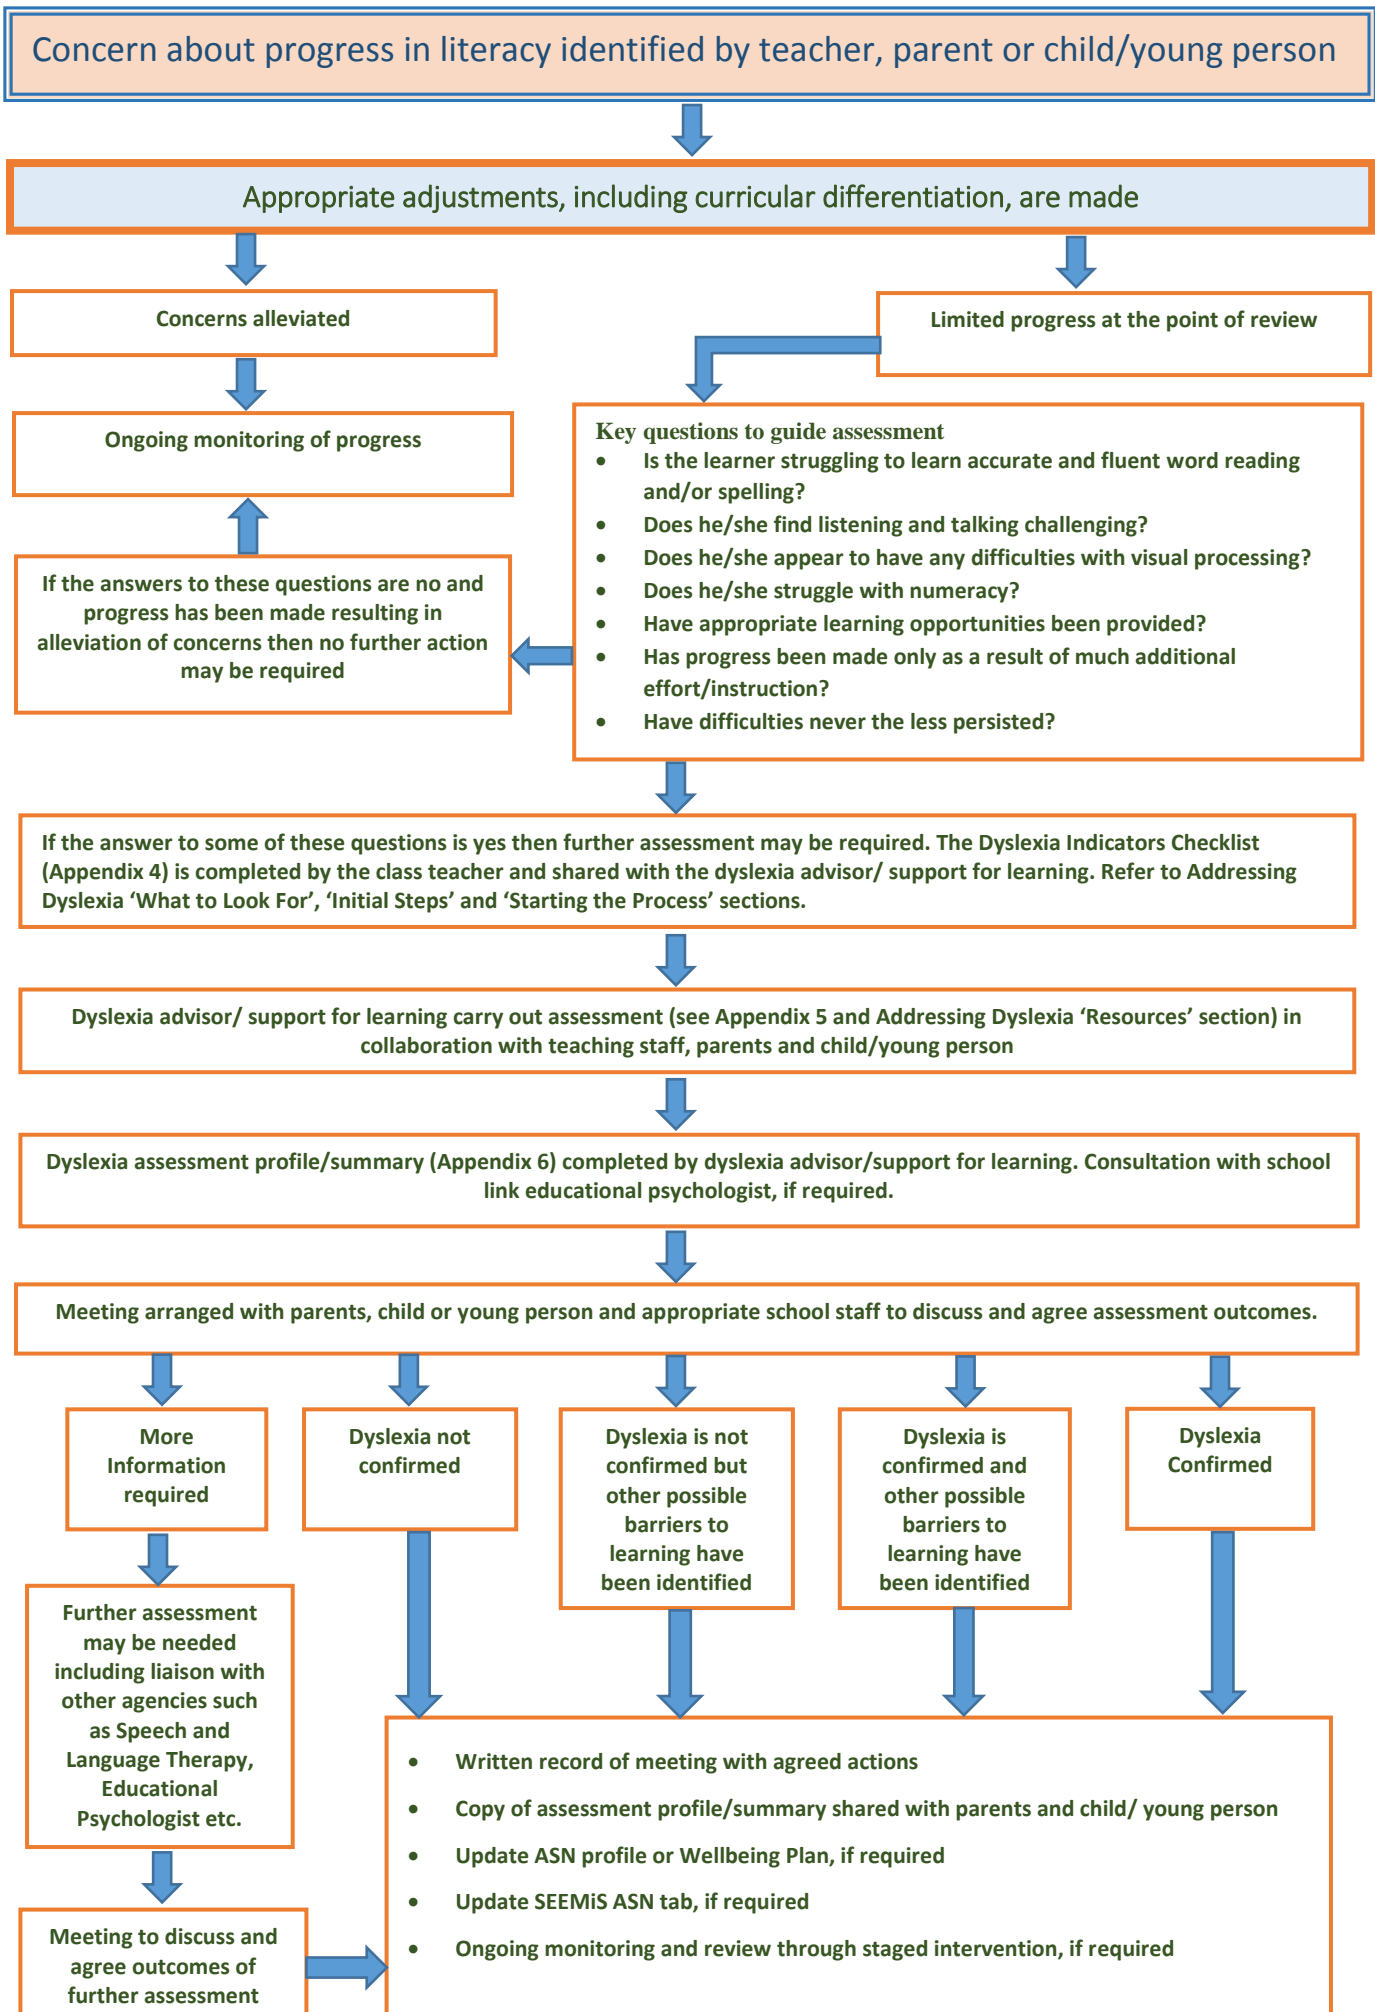 Concern about progress in literacy identified by teacher, parent or child/young person
Appropriate adjustments, including curricular differentiation, are made
Concerns alleviated
Limited progress at the point of review
Ongoing monitoring of progress
Key questions to guide assessment
• Is the learner struggling to learn accurate and fluent word reading
and/or spelling?
• Does he/she find listening and talking challenging?
• Does he/she appear to have any difficulties with visual processing?
• Does he/she struggle with numeracy?
• Have appropriate learning opportunities been provided?
• Has progress been made only as a result of much additional
effort/instruction?
• Have difficulties never the less persisted?
If the answers to these questions are no and
progress has been made resulting in
alleviation of concerns then no further action
may be required
If the answer to some of these questions is yes then further assessment may be required. The Dyslexia Indicators Checklist
(Appendix 4) is completed by the class teacher and shared with the dyslexia advisor/ support for learning. Refer to Addressing
Dyslexia ‘What to Look For’, ‘Initial Steps’ and ‘Starting the Process’ sections.
Dyslexia advisor/ support for learning carry out assessment (see Appendix 5 and Addressing Dyslexia ‘Resources’ section) in
collaboration with teaching staff, parents and child/young person
Dyslexia assessment profile/summary (Appendix 6) completed by dyslexia advisor/support for learning. Consultation with school
link educational psychologist, if required.
Meeting arranged with parents, child or young person and appropriate school staff to discuss and agree assessment outcomes.
More
Information
required
Dyslexia not
confirmed
Dyslexia is not
confirmed but
other possible
barriers to
learning have
been identified
Dyslexia is
confirmed and
other possible
barriers to
learning have
been identified
Dyslexia
Confirmed
Further assessment
may be needed
including liaison with
other agencies such
as Speech and
Language Therapy,
Educational
Psychologist etc.
Meeting to discuss and
agree outcomes of
further assessment
• Written record of meeting with agreed actions
• Copy of assessment profile/summary shared with parents and child/ young person
• Update ASN profile or Wellbeing Plan, if required
• Update SEEMiS ASN tab, if required
• Ongoing monitoring and review through staged intervention, if required